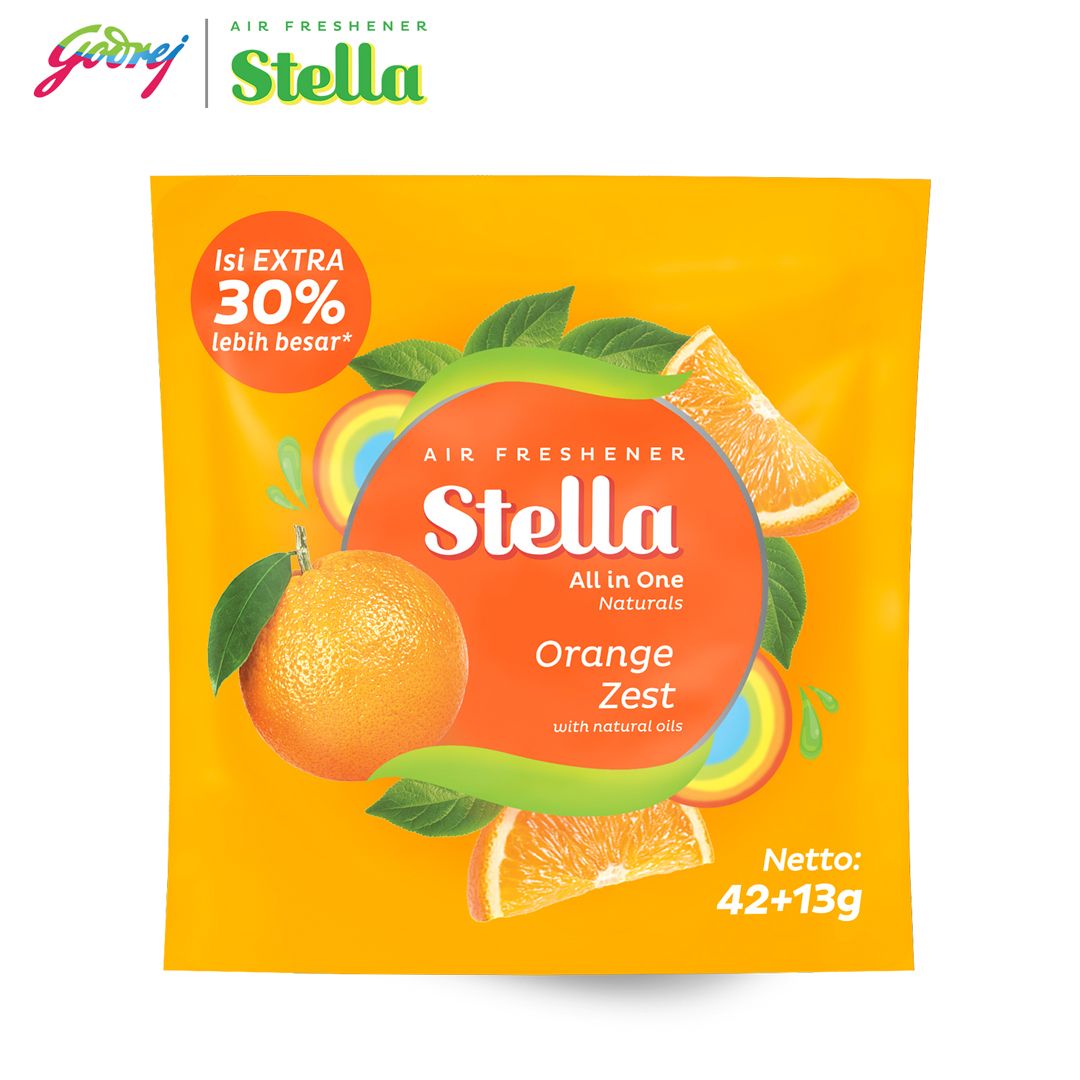 Godrej
AIR FRESHENER
Stella
Isi EXTRA
30%
lebih besar*
AIR FRESHENER
Stella
All in One
Naturals
Orange
Zest
with natural oils
Netto:
42+13g